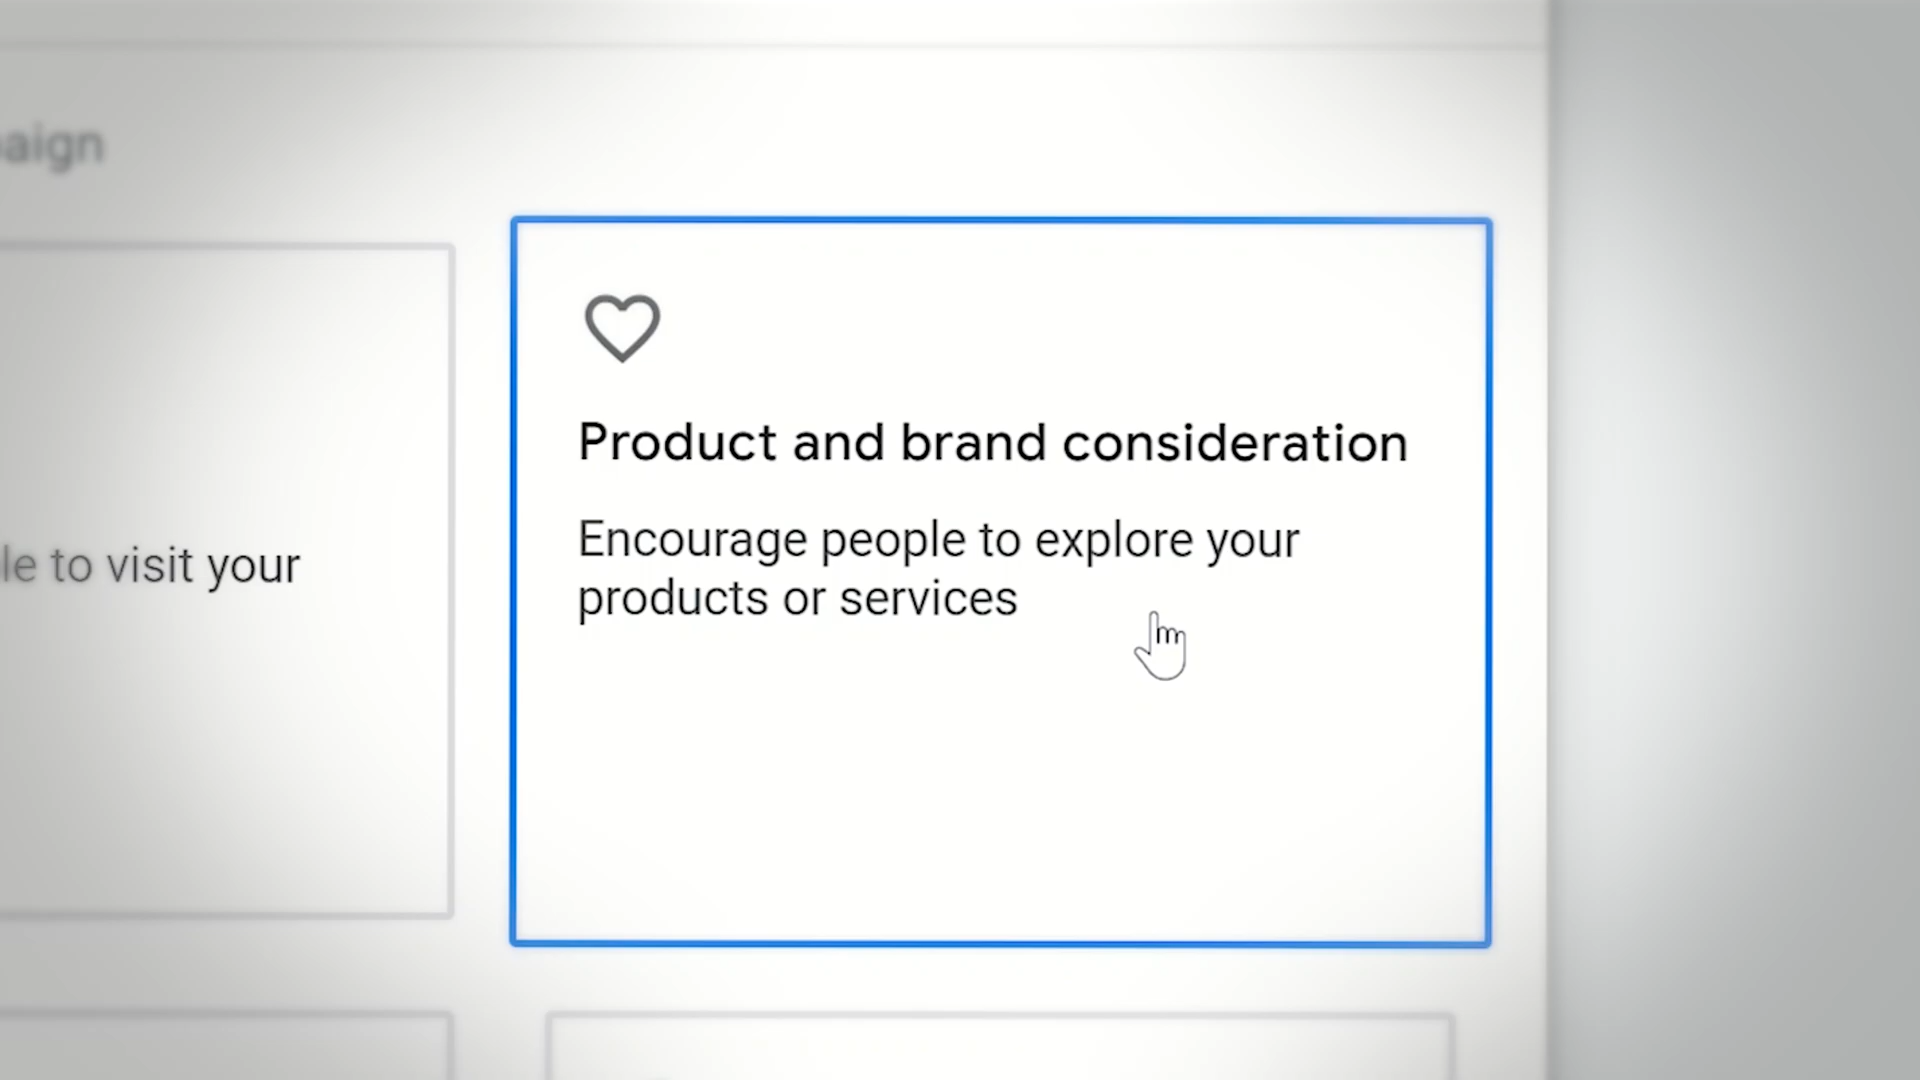 aign
le to visit your
Product and brand consideration
Encourage people to explore your
products or services